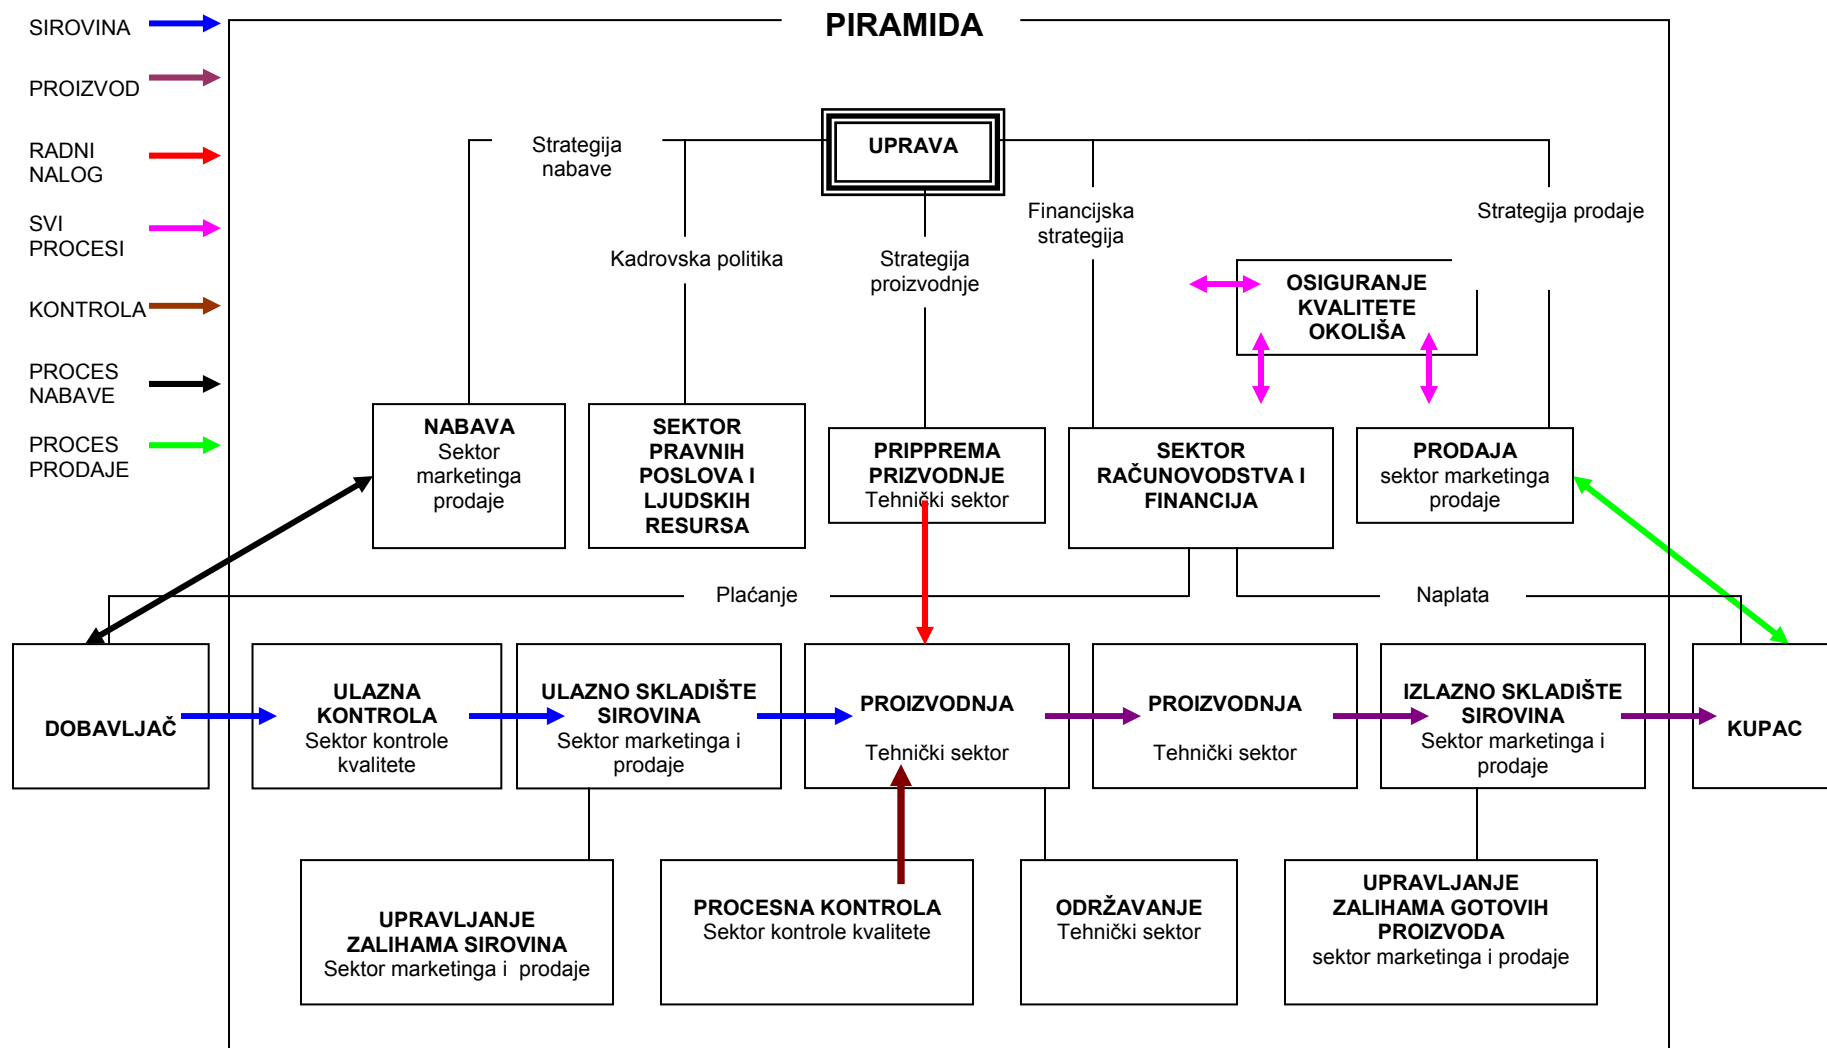 PIRAMIDA
SIROVINA
PROIZVOD
RADNI
NALOG
SVI
PROCESI
KONTROLA
PROCES
NABAVE
PROCES
PRODAJE
UPRAVA
Strategija
nabave
Kadrovska politika
Strategija
proizvodnje
Financijska
strategija
Strategija prodaje
OSIGURANJE
KVALITETE
OKOLIŠA
NABAVA
Sektor
marketinga
prodaje
SEKTOR
PRAVNIH
POSLOVA I
LJUDSKIH
RESURSA
PRIPPREMA
PRIZVODNJE
Tehnički sektor
SEKTOR
RAČUNOVODSTVA I
FINANCIJA
PRODAJA
sektor marketinga
prodaje
Plaćanje
Naplata
DOBAVLJAČ
ULAZNA
KONTROLA
Sektor kontrole
kvalitete
ULAZNO SKLADIŠTE
SIROVINA
Sektor marketinga i
prodaje
PROIZVODNJA
Tehnički sektor
PROIZVODNJA
Tehnički sektor
IZLAZNO SKLADIŠTE
SIROVINA
Sektor marketinga i
prodaje
KUPAC
UPRAVLJANJE
ZALIHAMA SIROVINA
Sektor marketinga i  prodaje
PROCESNA KONTROLA
Sektor kontrole kvalitete
ODRŽAVANJE
Tehnički sektor
UPRAVLJANJE
ZALIHAMA GOTOVIH
PROIZVODA
sektor marketinga i prodaje